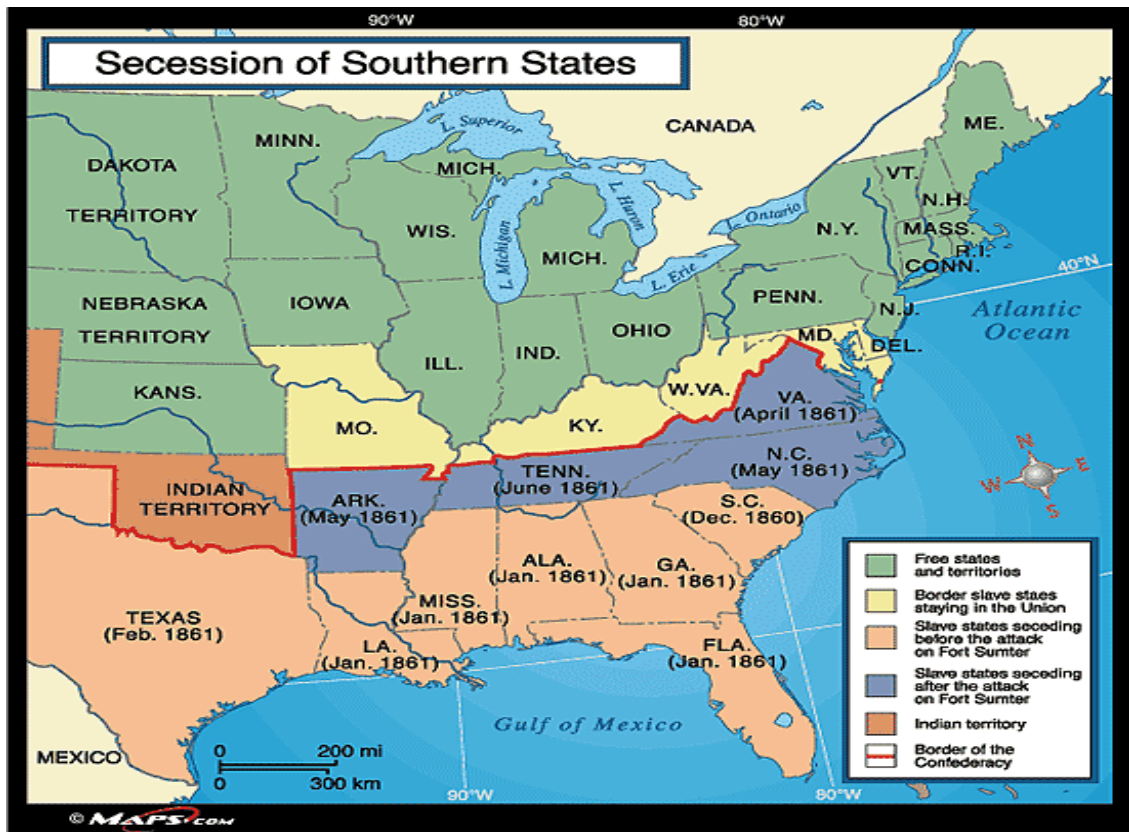 90°W
80°W
Secession of Southern States
CANADA
L. Superior
MINN.
MICH.
DAKOTA
TERRITORY
WIS.
L. Michigan
L. Huron
MICH.
L. Ontario
L. Erie
ME.
VT.
N.H.
N.Y.
MASS.
R.I.
CONN.
40°N
NEBRASKA
TERRITORY
IOWA
PENN.
N.J.
Atlantic
Ocean
OHIO
ILL.
IND.
MD.
DEL.
KANS.
W.VA.
VA.
(April 1861)
MO.
KY.
N.C.
(May 1861)
TENN.
(June 1861)
INDIAN
TERRITORY
ARK.
(May 1861)
S.C.
(Dec. 1860)
N
E
W
S
ALA.
(Jan. 1861)
GA.
(Jan. 1861)
MISS.
(Jan. 1861)
TEXAS
(Feb. 1861)
LA.
(Jan. 1861)
FLA.
(Jan. 1861)
Gulf of Mexico
MEXICO
0
200 mi
0
300 km
90°W
80°W
Free states
and territories
Border slave staes
staying in the Union
Slave states seceding
before the attack
on Fort Sumter
Slave states seceding
after the attack
on Fort Sumter
Indian territory
Border of the
Confederacy
© MAPS.COM